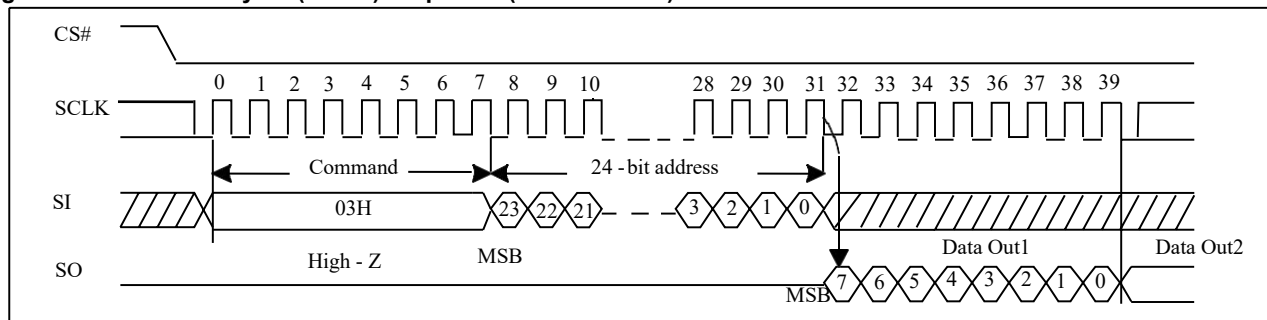 CS#
0 1 2 3 4 5 6 7 8 9 10 28 29 30 31 32 33 34 35 36 37 38 39
SCLK
Command 24 - bit address
SI 03H 23 22 21 3 2 1 0
High - Z MSB Data Out1 Data Out2
SO MSB 7 6 5 4 3 2 1 0